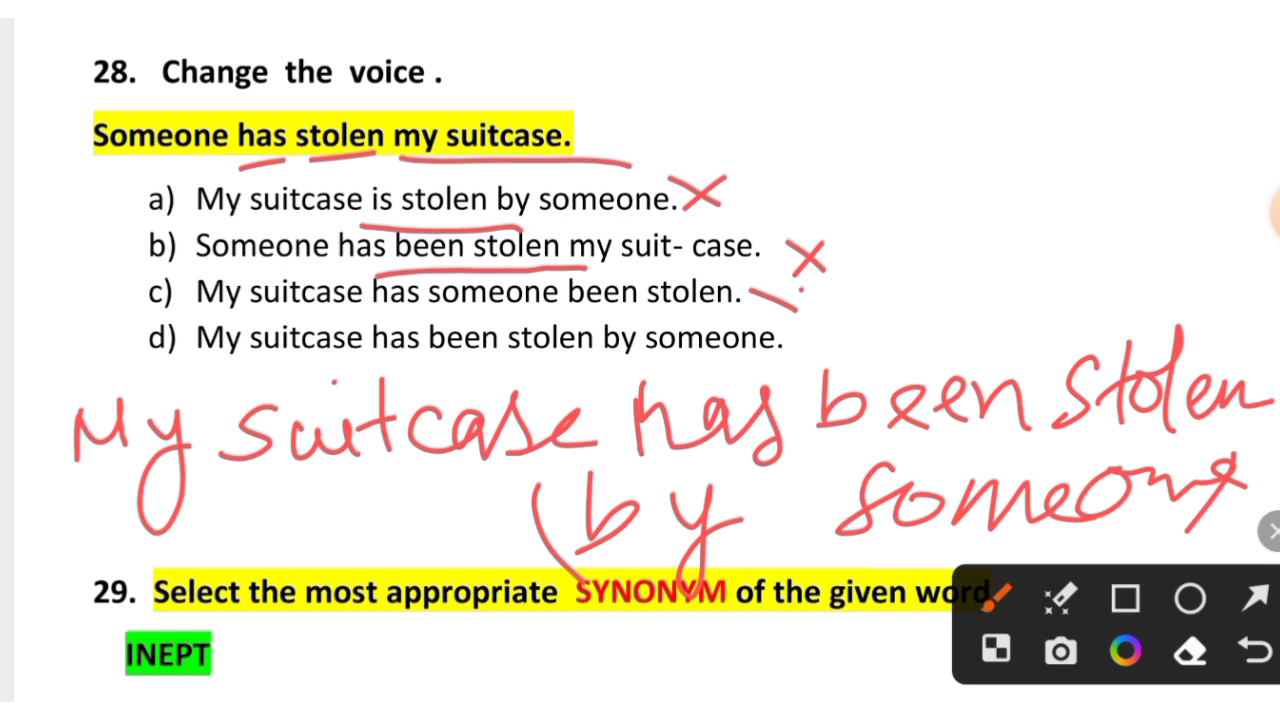 28. Change the voice .
Someone has stolen my suitcase.
a) My suitcase is stolen by someone.
b) Someone has been stolen my suit- case.
c) My suitcase has someone been stolen.
d) My suitcase has been stolen by someone.
My suitcase has been stolen
by someone
29. Select the most appropriate SYNONYM of the given word
INEPT